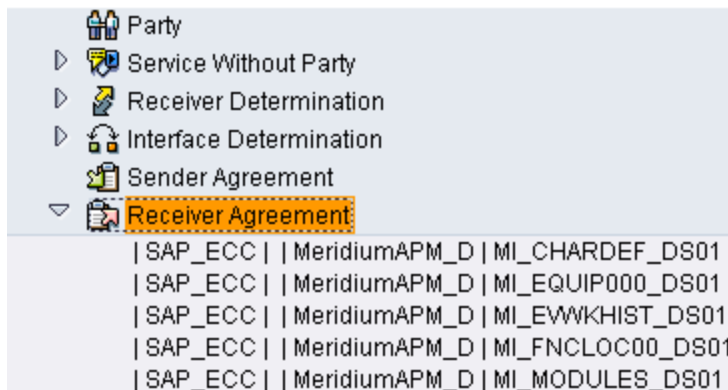 Party
Service Without Party
Receiver Determination
Interface Determination
Sender Agreement
Receiver Agreement
| SAP_ECC | | MeridiumAPM_D | MI_CHARDEF_DS01
| SAP_ECC | | MeridiumAPM_D | MI_EQUIP000_DS01
| SAP_ECC | | MeridiumAPM_D | MI_EVWKHIST_DS01
| SAP_ECC | | MeridiumAPM_D | MI_FNCLOC00_DS01
| SAP_ECC | | MeridiumAPM_D | MI_MODULES_DS01